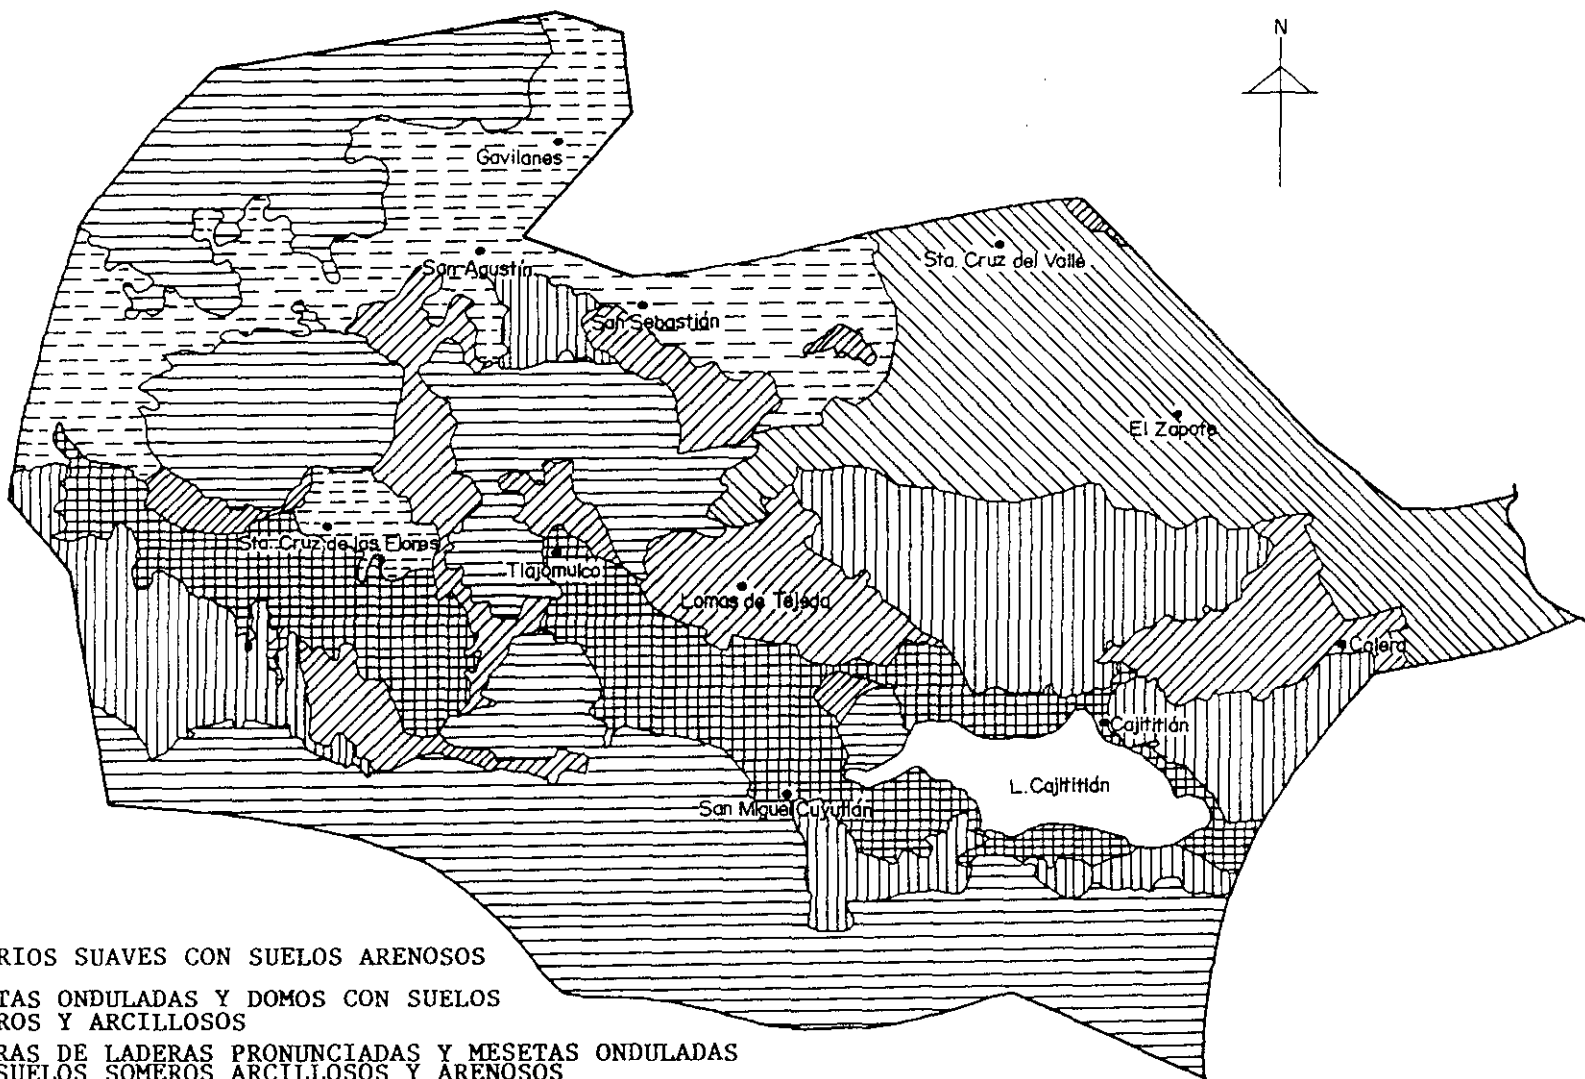 N
Gavilanes
San Agustín
Sta. Cruz del Valle
San Sebastián
El Zapote
Sta. Cruz de las Flores
Tlajomulco
Lomas de Tejeda
Calera
Cajititlán
L. Cajititlán
San Miguel Cuyutlán
RIOS SUAVES CON SUELOS ARENOSOS
TAS ONDULADAS Y DOMOS CON SUELOS
ROS Y ARCILLOSOS
RAS DE LADERAS PRONUNCIADAS Y MESETAS ONDULADAS
SUELOS SOMEROS ARCILLOSOS Y ARENOSOS